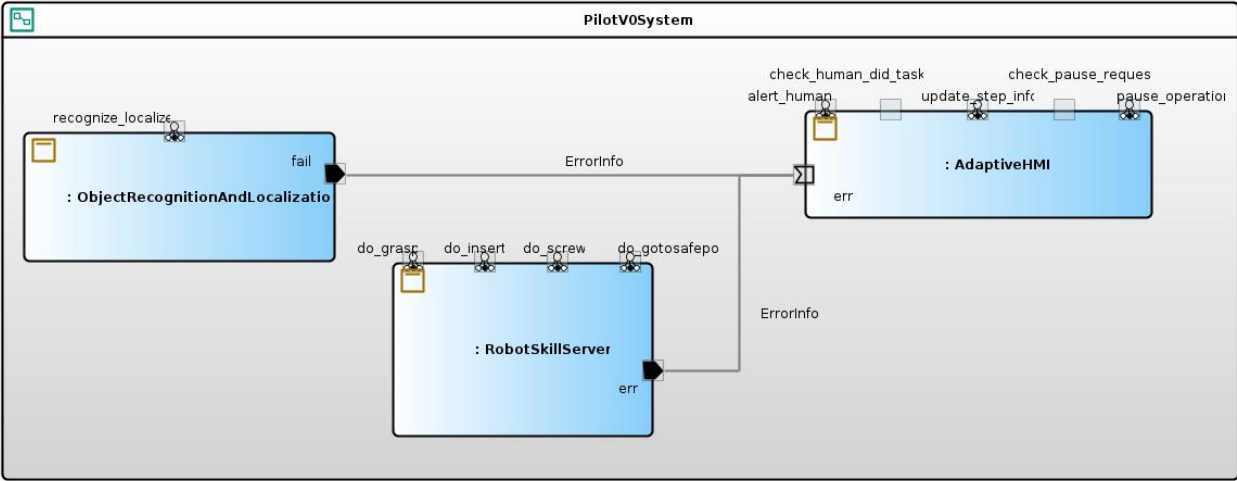 PilotV0System
check_human_did_task
check_pause_reques
alert_human
update_step_info
pause_operation
recognize_localize
fail
ErrorInfo
: AdaptiveHMI
: ObjectRecognitionAndLocalizatio
err
do_grasp
do_insert
do_screw
do_gotosafepo
ErrorInfo
: RobotSkillServer
err